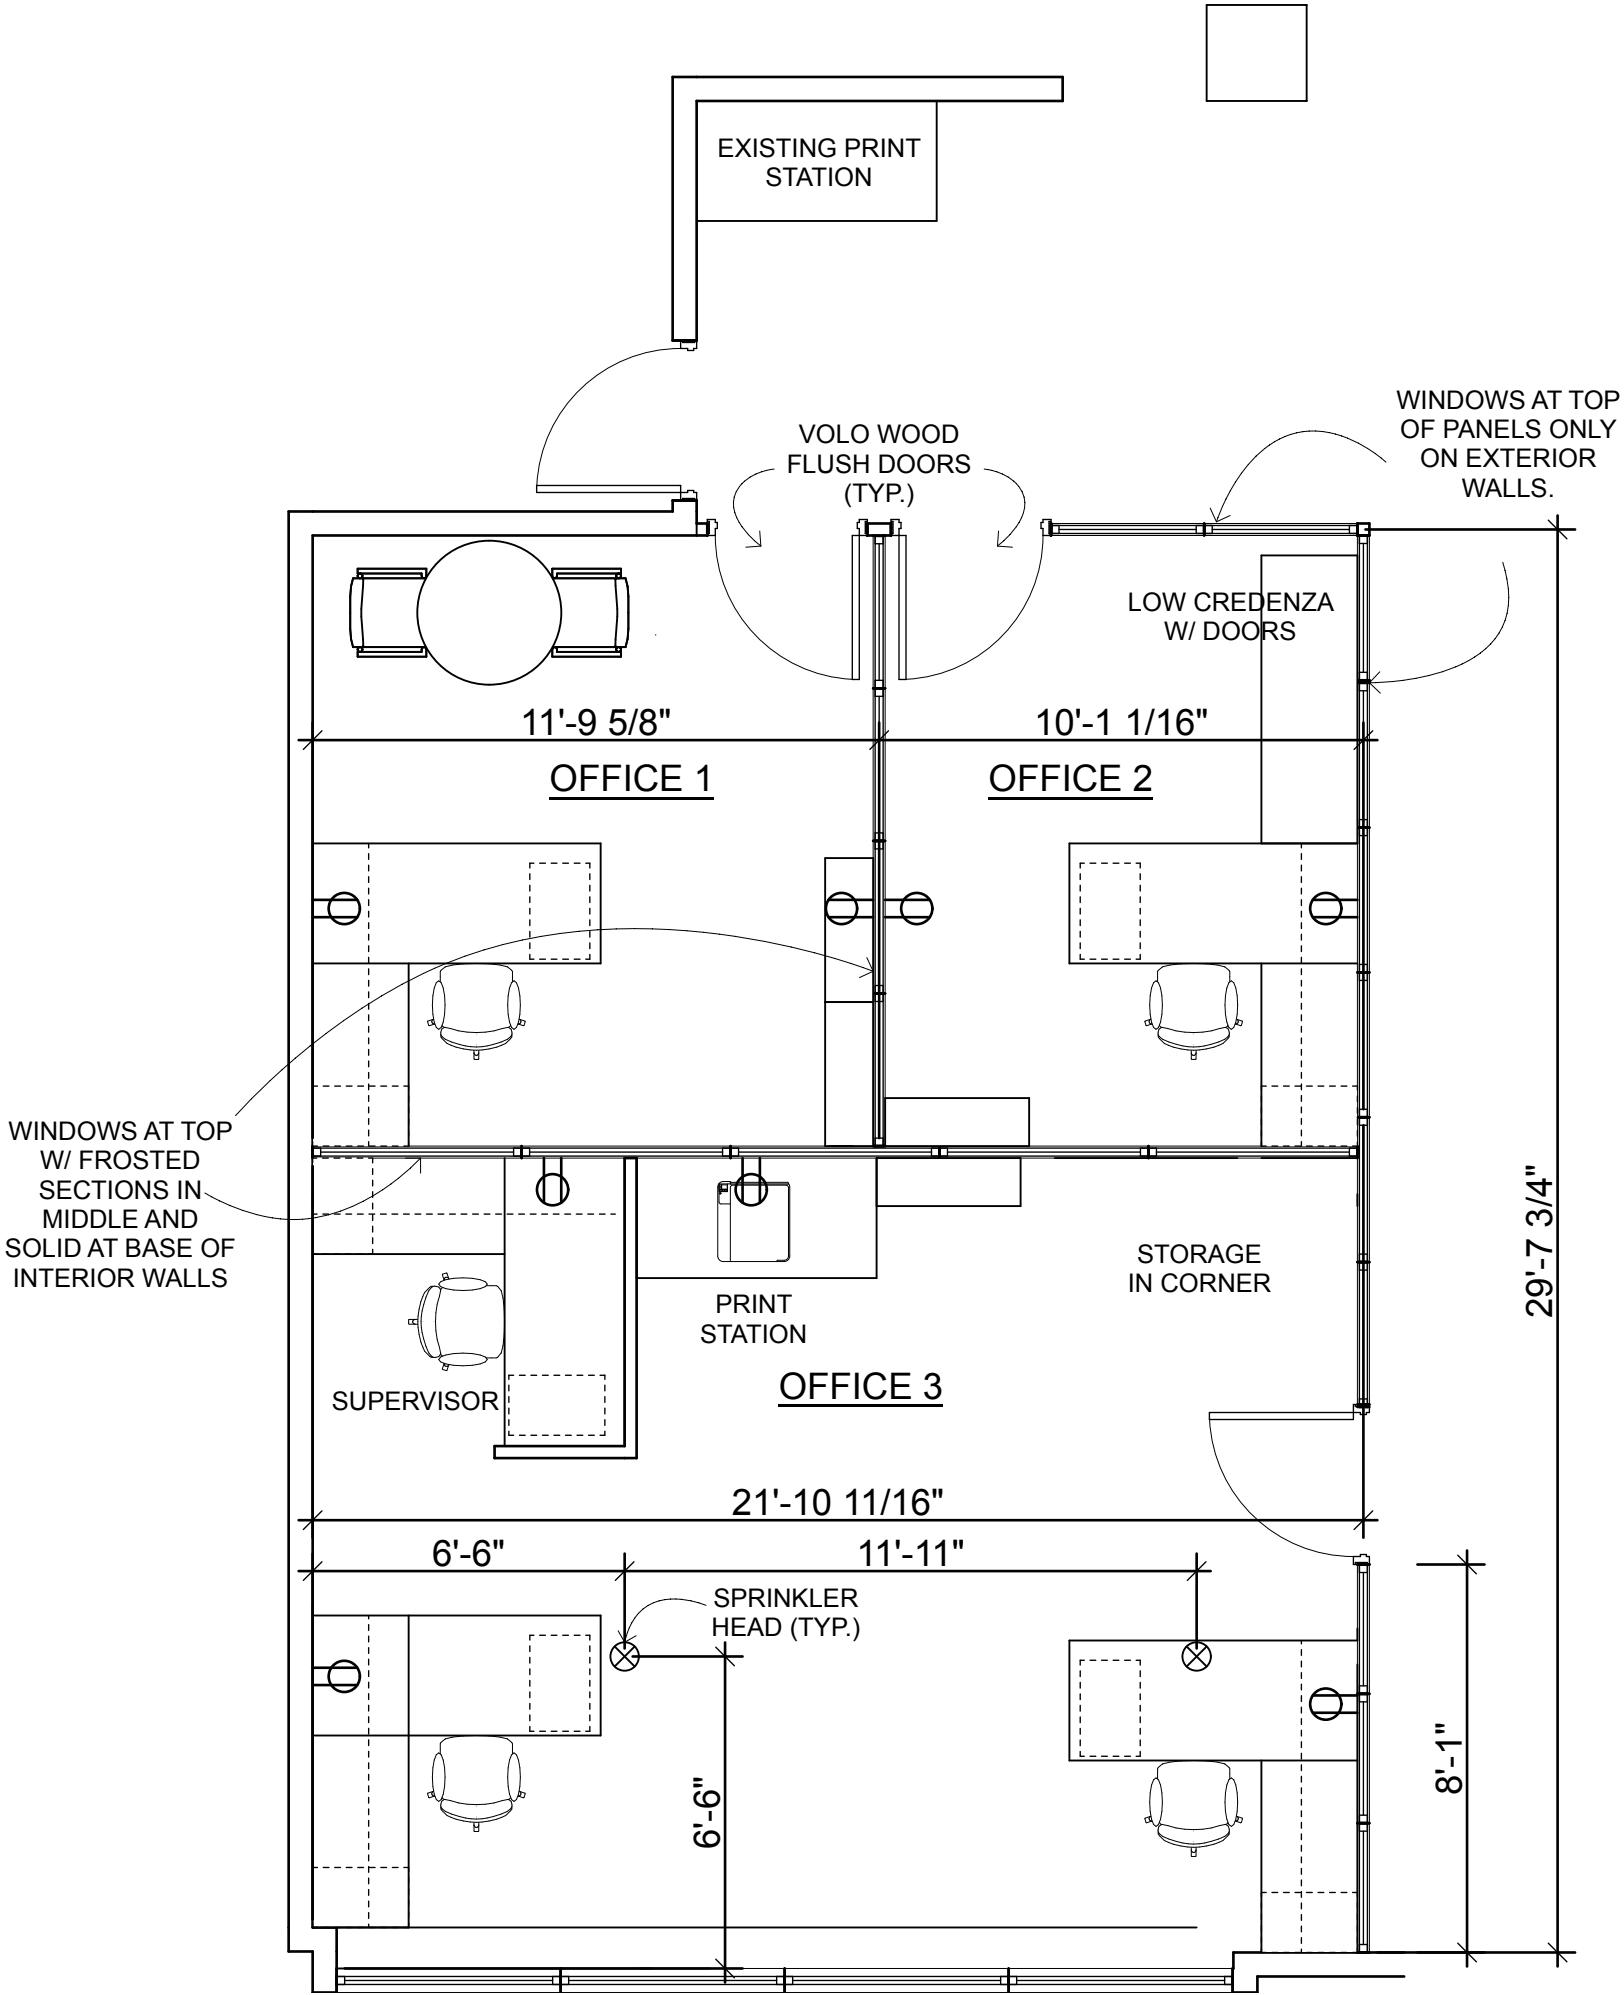 EXISTING PRINT
STATION
WINDOWS AT TOP
OF PANELS ONLY
ON EXTERIOR
WALLS.
VOLO WOOD
FLUSH DOORS
(TYP.)
LOW CREDENZA
W/ DOORS
11'-9 5/8"
10'-1 1/16"
OFFICE 1
OFFICE 2
WINDOWS AT TOP
W/ FROSTED
SECTIONS IN
MIDDLE AND
SOLID AT BASE OF
INTERIOR WALLS
29'-7 3/4"
STORAGE
IN CORNER
PRINT
STATION
OFFICE 3
SUPERVISOR
21'-10 11/16"
6'-6"
11'-11"
SPRINKLER
HEAD (TYP.)
6'-6"
8'-1"